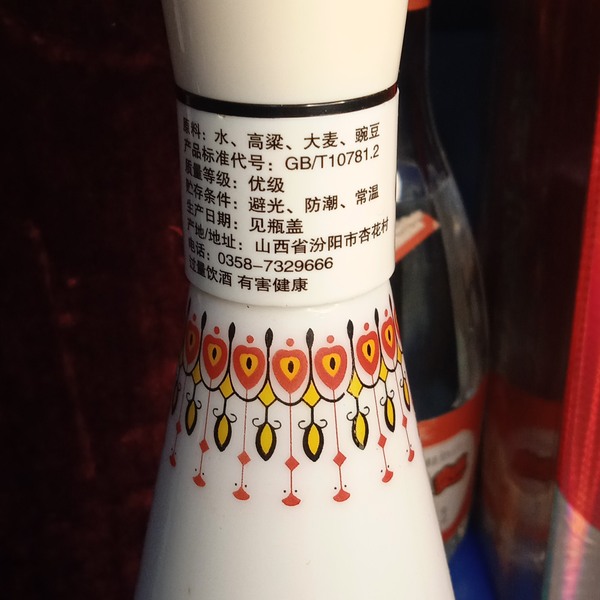 原料：水、高粱、大麦、豌豆
产品标准代号：GB/T10781.2
质量等级：优级
贮存条件：避光、防潮、常温
生产日期：见瓶盖
产地/地址：山西省汾阳市杏花村
电话：0358-7329666
过量饮酒 有害健康